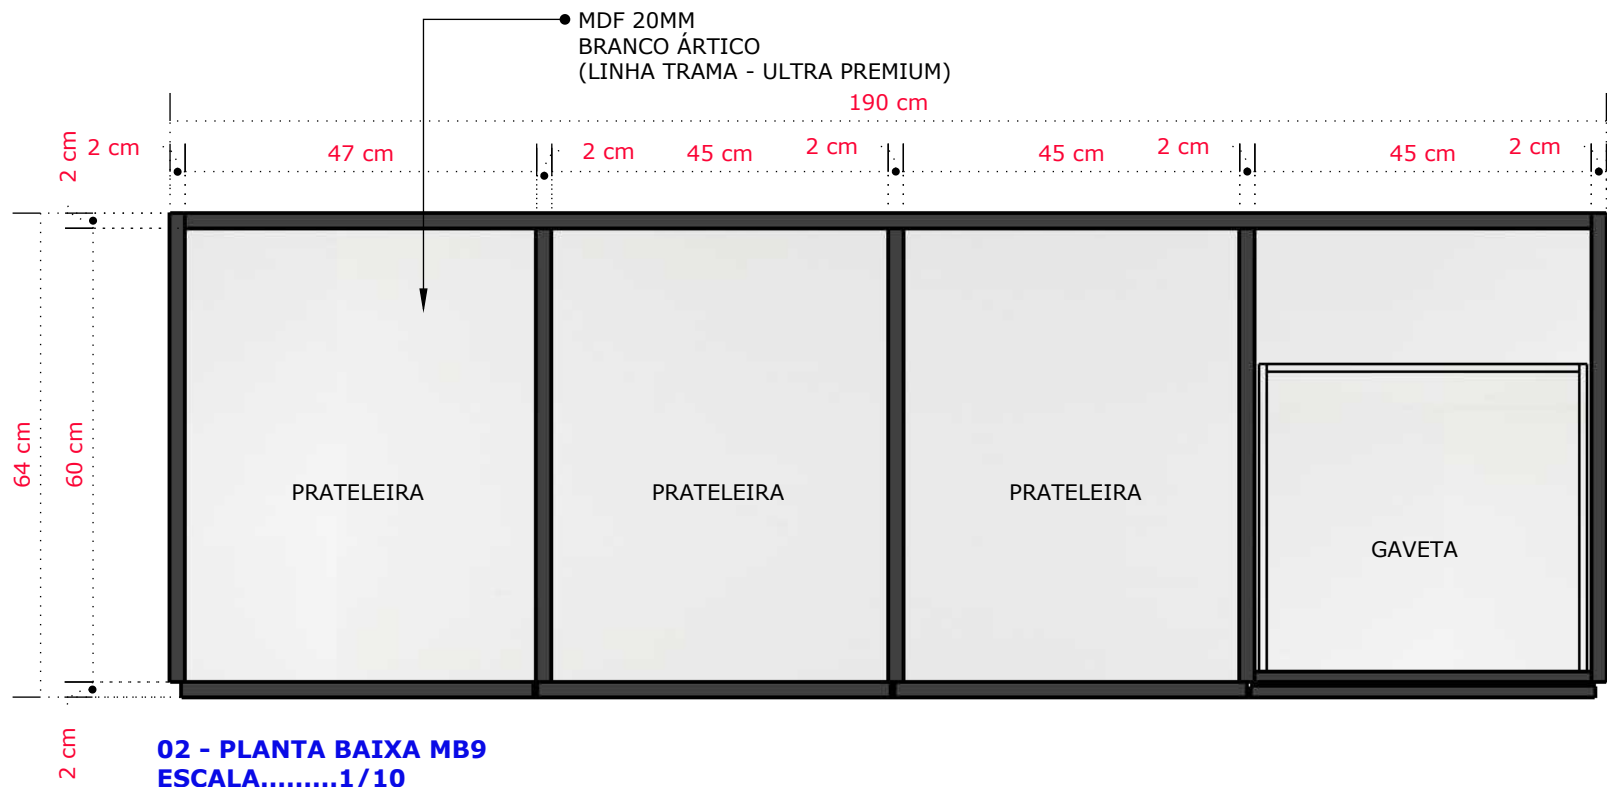 MDF 20MM
BRANCO ÁRTICO
(LINHA TRAMA - ULTRA PREMIUM)
190 cm
2 cm
2 cm
47 cm
2 cm
45 cm
2 cm
45 cm
2 cm
45 cm
2 cm
64 cm
60 cm
PRATELEIRA
PRATELEIRA
PRATELEIRA
GAVETA
2 cm
02 - PLANTA BAIXA MB9
ESCALA.........1/10